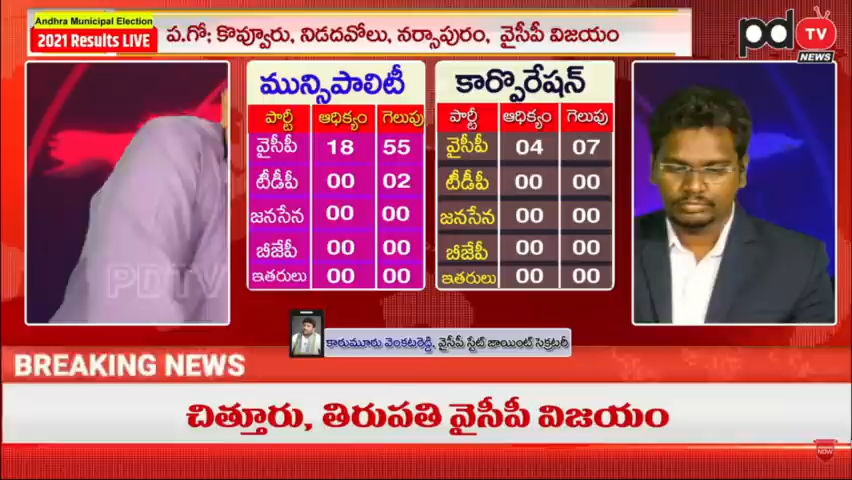 Andhra Municipal Election
2021 Results LIVE
ప.గో; కొవ్వూరు, నిడదవోలు, నర్సాపురం, వైసీపీ విజయం
pd TV
NEWS
మున్సిపాలిటీ
పార్టీ ఆధిక్యం గెలుపు
వైసీపీ 18 55
టీడీపీ 00 02
జనసేన 00 00
బీజేపీ 00 00
ఇతరులు 00 00
కార్పొరేషన్
పార్టీ ఆధిక్యం గెలుపు
వైసీపీ 04 07
టీడీపీ 00 00
జనసేన 00 00
బీజేపీ 00 00
ఇతరులు 00 00
PDTV
కారుమూరు వెంకటరెడ్డి, వైసీపీ స్టేట్ జాయింట్ సెక్రటరీ
BREAKING NEWS
చిత్తూరు, తిరుపతి వైసీపీ విజయం
NOW